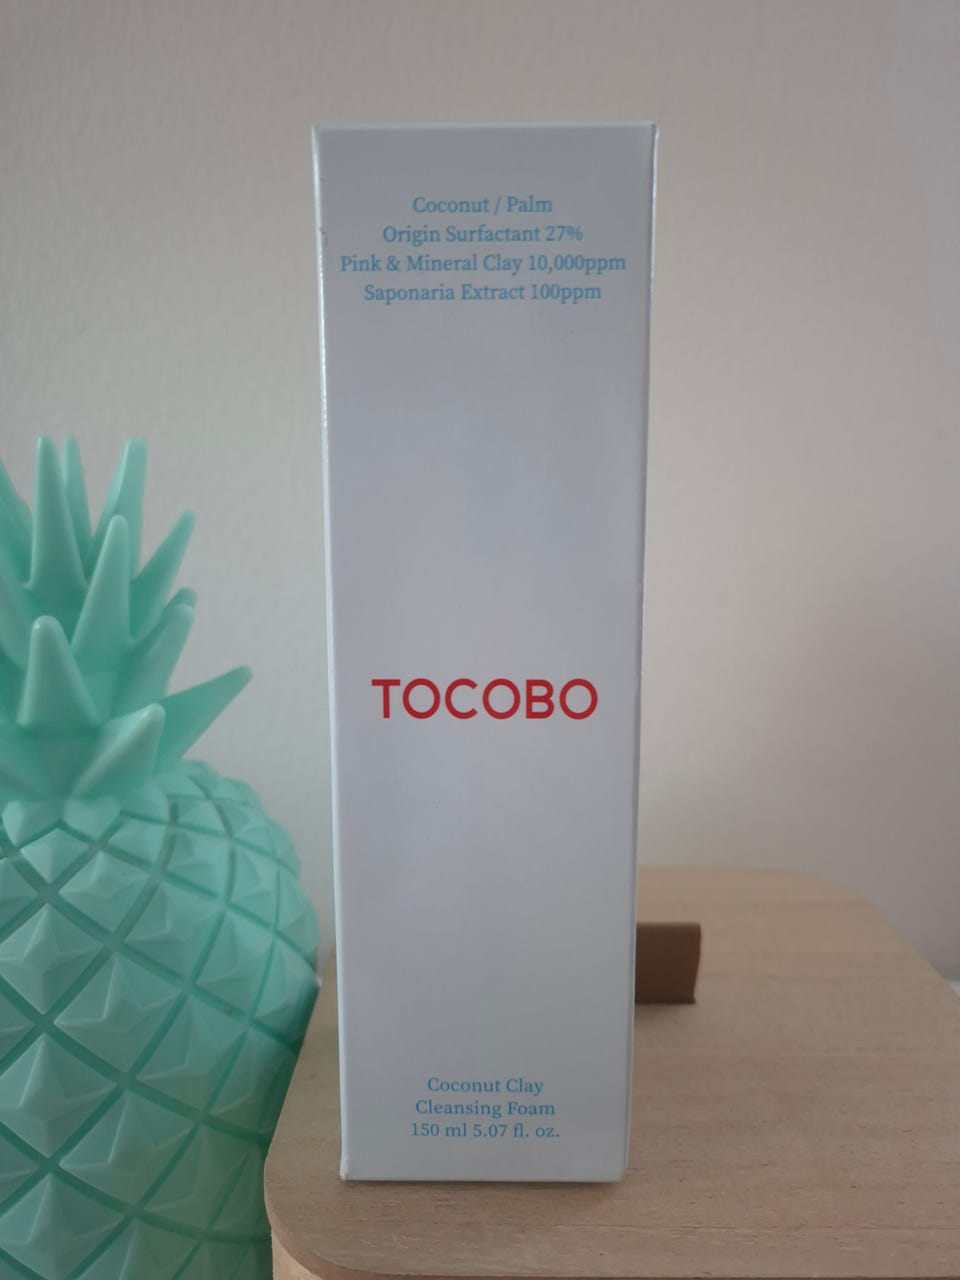 Coconut / Palm
Origin Surfactant 27%
Pink & Mineral Clay 10,000ppm
Saponaria Extract 100ppm
TOCOBO
Coconut Clay
Cleansing Foam
150 ml 5.07 fl. oz.